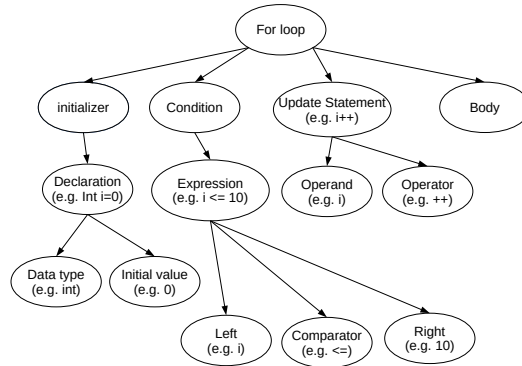 For loop
initializer
Condition
Update Statement
(e.g. i++)
Body
Declaration
(e.g. Int i=0)
Expression
(e.g. i <= 10)
Operand
(e.g. i)
Operator
(e.g. ++)
Data type
(e.g. int)
Initial value
(e.g. 0)
Left
(e.g. i)
Comparator
(e.g. <=)
Right
(e.g. 10)